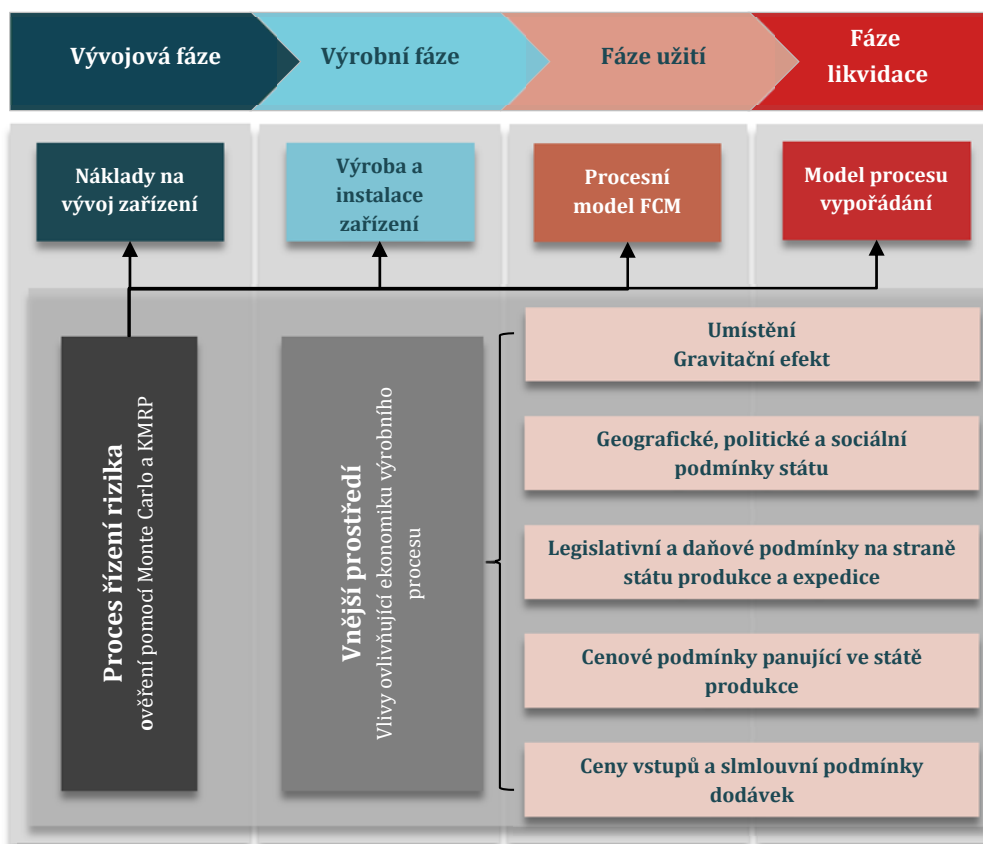 Vývojová fáze
Výrobní fáze
Fáze užití
Fáze
likvidace
Náklady na
vývoj zařízení
Výroba a
instalace
zařízení
Procesní
model FCM
Model procesu
vypořádání
Proces řízení rizika
ověření pomocí Monte Carlo a KMRP
Vnější prostředí
Vlivy ovlivňující ekonomiku výrobního
procesu
Umístění
Gravitační efekt
Geografické, politické a sociální
podmínky státu
Legislativní a daňové podmínky na straně
státu produkce a expedice
Cenové podmínky panující ve státě
produkce
Ceny vstupů a slmlouvní podmínky
dodávek